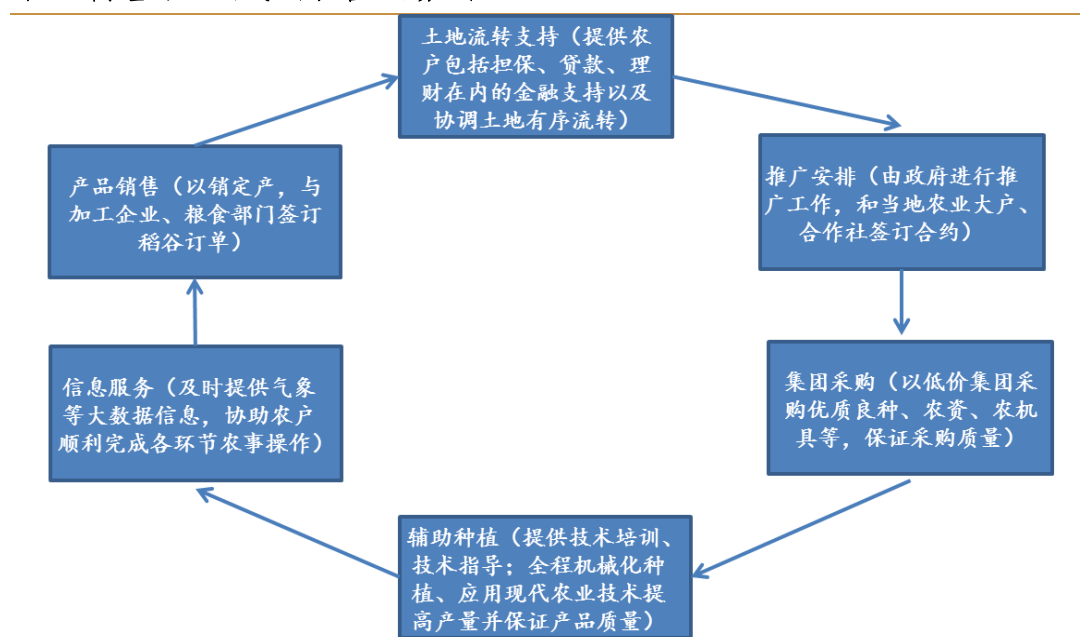 土地流转支持（提供农
户包括担保、贷款、理
财在内的金融支持以及
协调土地有序流转）
推广安排（由政府进行推
广工作，和当地农业大户、
合作社签订合约）
集团采购（以低价集团采
购优质良种、农资、农机
具等，保证采购质量）
辅助种植（提供技术培训、
技术指导；全程机械化种
植、应用现代农业技术提
高产量并保证产品质量）
信息服务（及时提供气象
等大数据信息，协助农户
顺利完成各环节农事操作）
产品销售（以销定产，与
加工企业、粮食部门签订
稻谷订单）